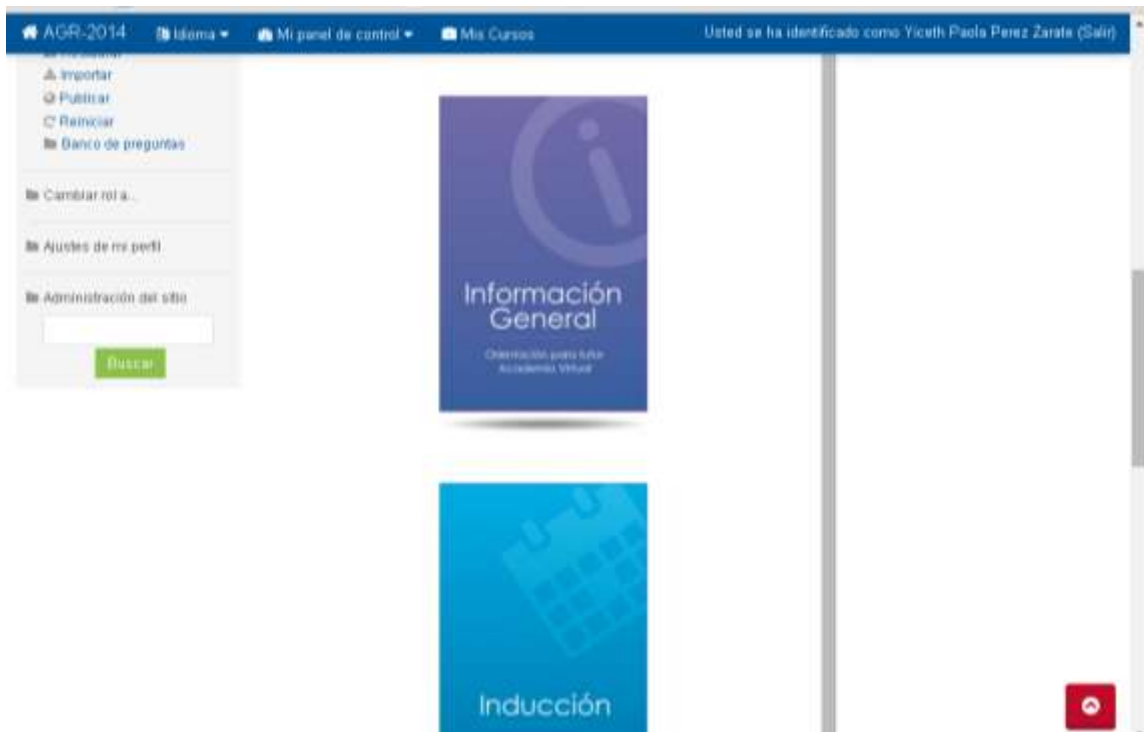 AGR-2014 Idioma Mi panel de control Mis Cursos Usted se ha identificado como Yiceth Paola Perez Zarate (Salir)
Importar
Publicar
Reiniciar
Banco de preguntas
Cambiar rol a...
Ajustes de mi perfil
Administración del sitio
Buscar
Información
General
Orientación para tutor
Academia Virtual
Inducción